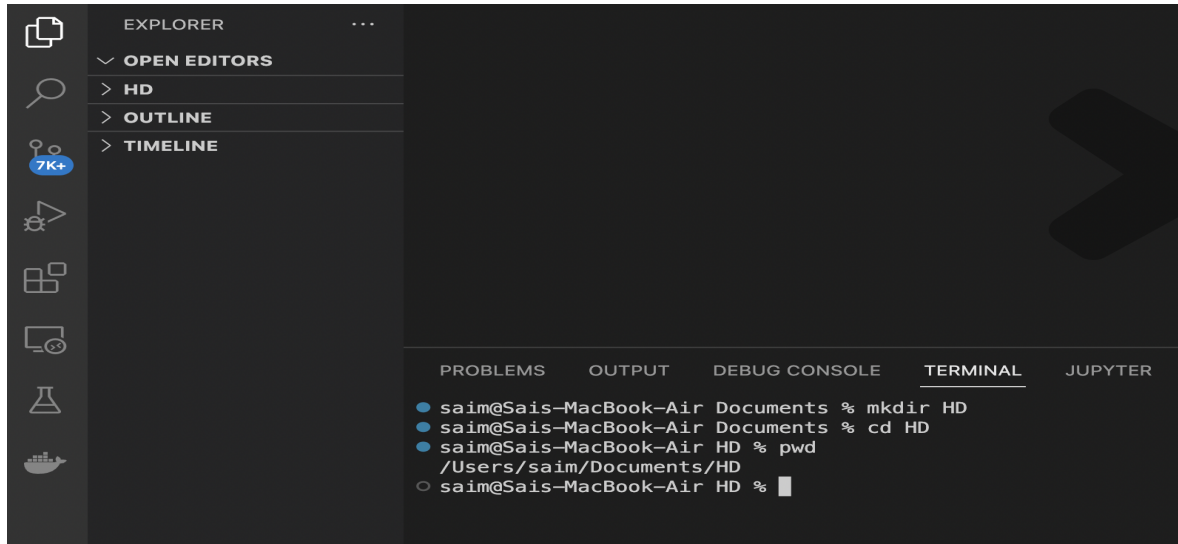 EXPLORER ...
OPEN EDITORS
HD
OUTLINE
TIMELINE
7K+
PROBLEMS OUTPUT DEBUG CONSOLE TERMINAL JUPYTER
saim@Sais-MacBook-Air Documents % mkdir HD
saim@Sais-MacBook-Air Documents % cd HD
saim@Sais-MacBook-Air HD % pwd
/Users/saim/Documents/HD
saim@Sais-MacBook-Air HD %